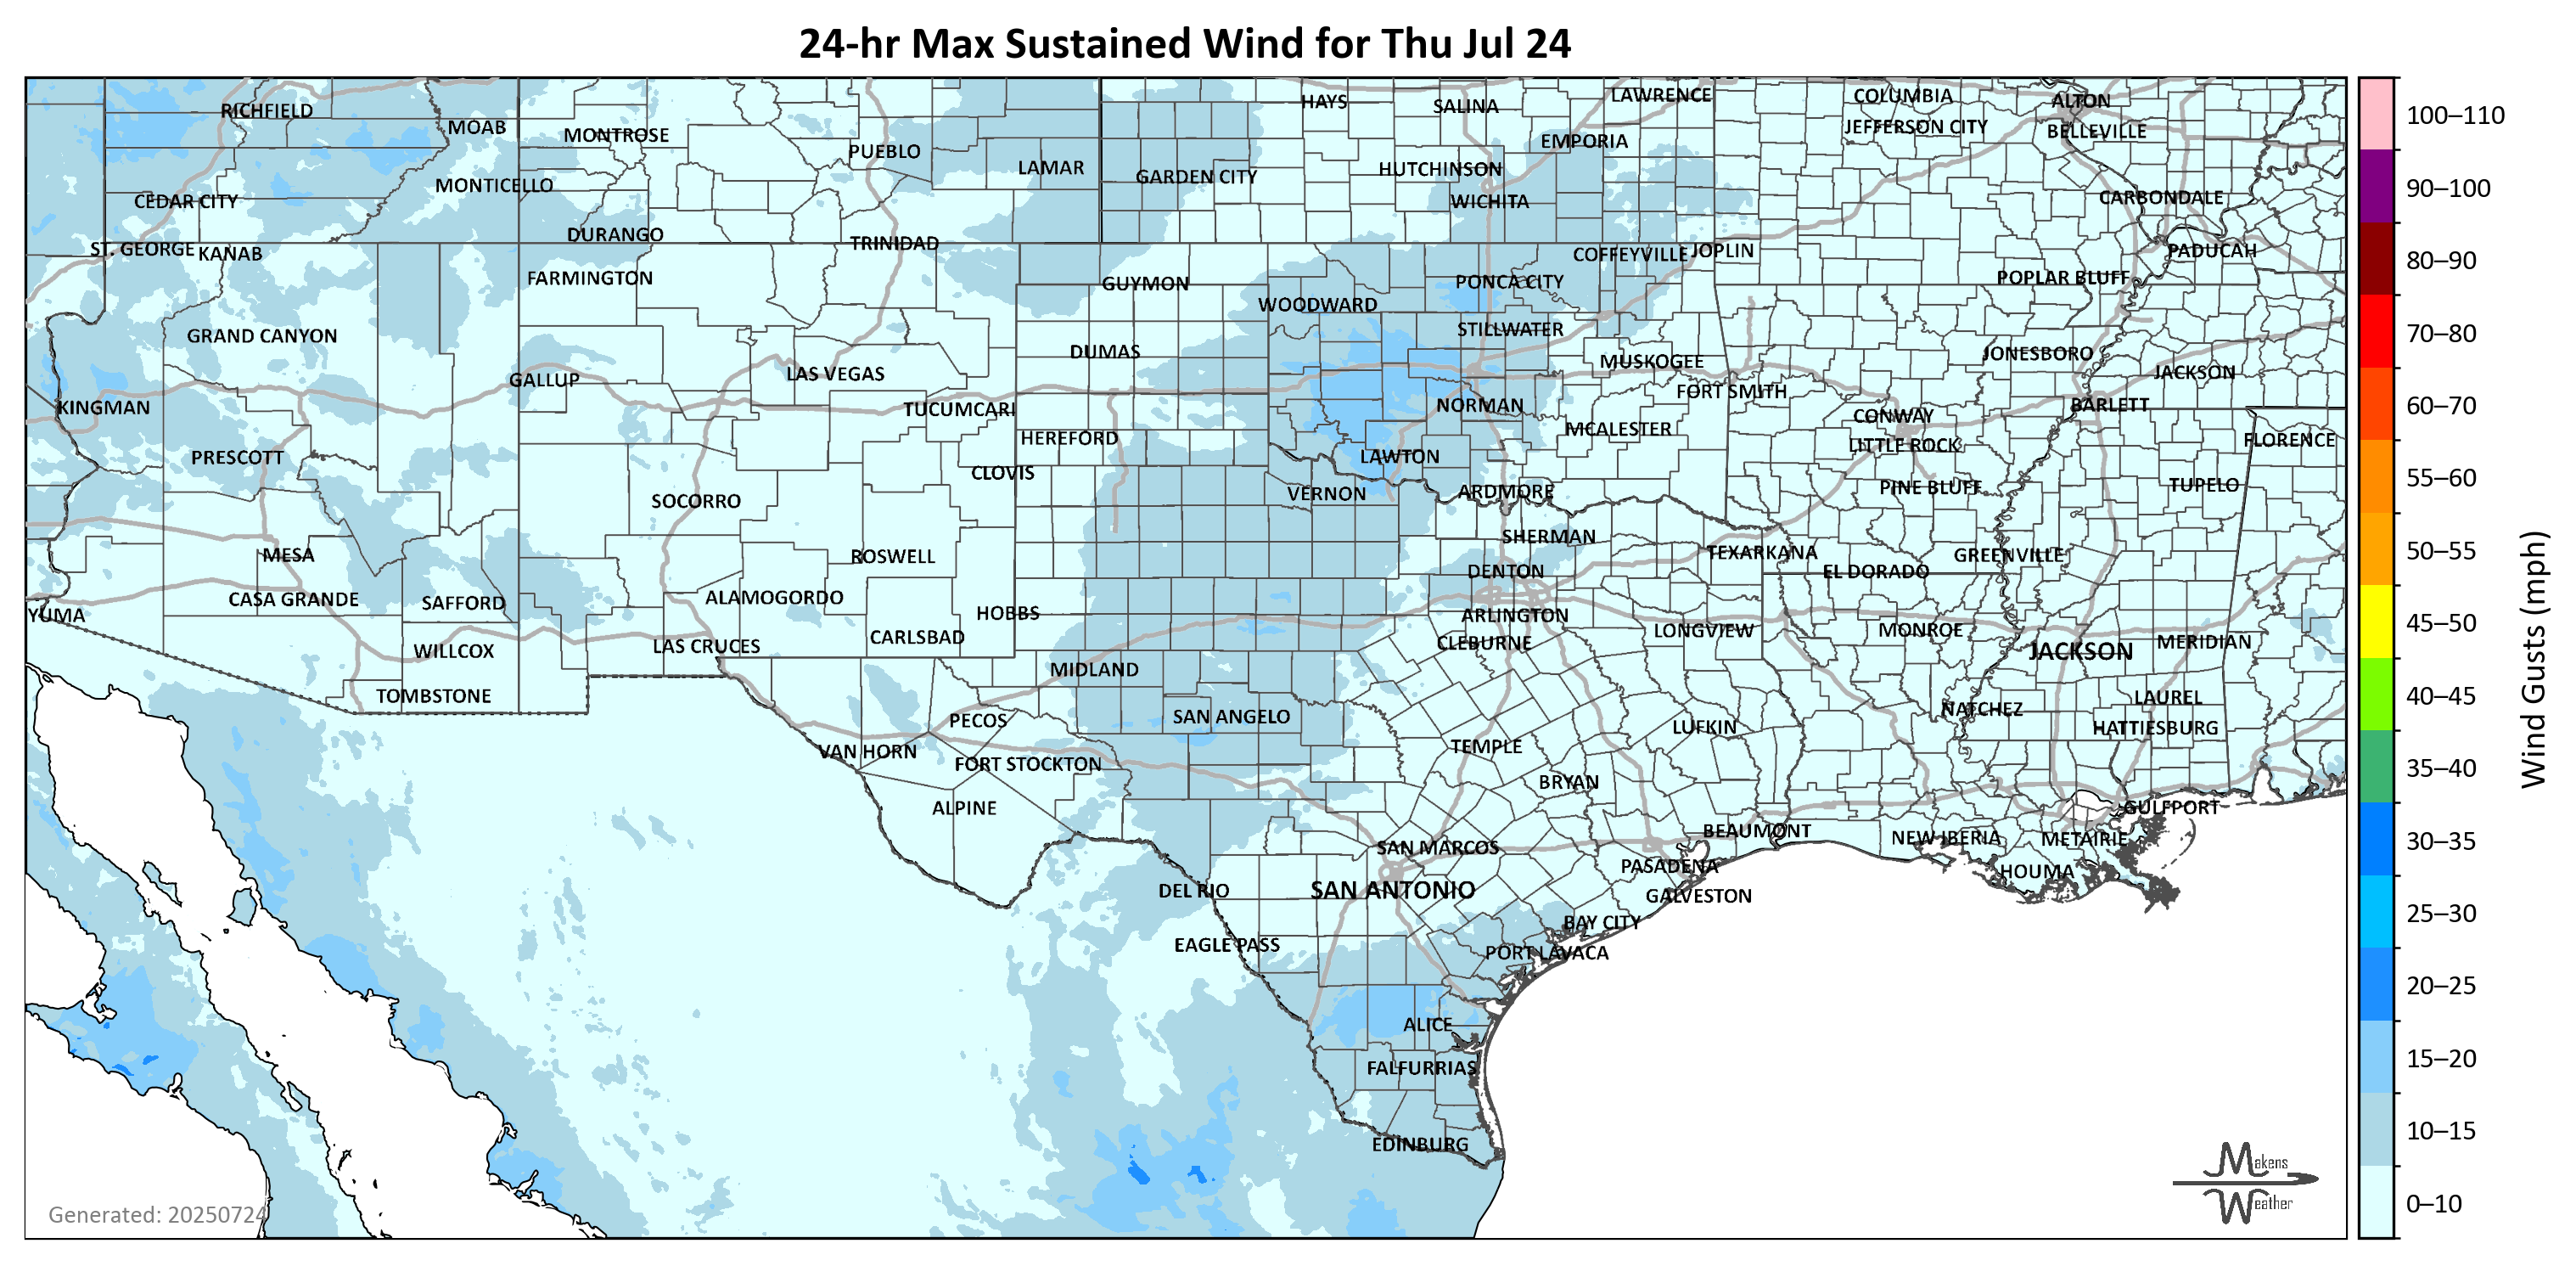 24-hr Max Sustained Wind for Thu Jul 24
RICHFIELD
MOAB
MONTROSE
PUEBLO
LAMAR
GARDEN CITY
HAYS
SALINA
HUTCHINSON
WICHITA
EMPORIA
LAWRENCE
COLUMBIA
JEFFERSON CITY
ALTON
BELLEVILLE
CARBONDALE
PADUCAH
POPLAR BLUFF
CEDAR CITY
MONTICELLO
DURANGO
TRINIDAD
ST. GEORGE
KANAB
FARMINGTON
GUYMON
WOODWARD
PONCA CITY
COFFEYVILLE
JOPLIN
GRAND CANYON
DUMAS
STILLWATER
MUSKOGEE
JONESBORO
JACKSON
KINGMAN
GALLUP
LAS VEGAS
TUCUMCARI
HEREFORD
NORMAN
MCALESTER
FORT SMITH
CONWAY
LITTLE ROCK
BARLETT
FLORENCE
PRESCOTT
CLOVIS
LAWTON
SOCORRO
VERNON
ARDMORE
PINE BLUFF
TUPELO
MESA
ROSWELL
SHERMAN
TEXARKANA
GREENVILLE
DENTON
EL DORADO
YUMA
CASA GRANDE
SAFFORD
ALAMOGORDO
HOBBS
ARLINGTON
CLEBURNE
LONGVIEW
MONROE
JACKSON
MERIDIAN
WILLCOX
LAS CRUCES
CARLSBAD
MIDLAND
TOMBSTONE
PECOS
SAN ANGELO
LUFKIN
NATCHEZ
LAUREL
HATTIESBURG
VAN HORN
FORT STOCKTON
TEMPLE
BRYAN
ALPINE
BEAUMONT
NEW IBERIA
METAIRIE
GULFPORT
SAN MARCOS
PASADENA
HOUMA
DEL RIO
SAN ANTONIO
GALVESTON
EAGLE PASS
BAY CITY
PORT LAVACA
ALICE
FALFURRIAS
EDINBURG
Generated: 20250724
Makens
Weather
100–110
90–100
80–90
70–80
60–70
55–60
50–55
45–50
40–45
35–40
30–35
25–30
20–25
15–20
10–15
0–10
Wind Gusts (mph)